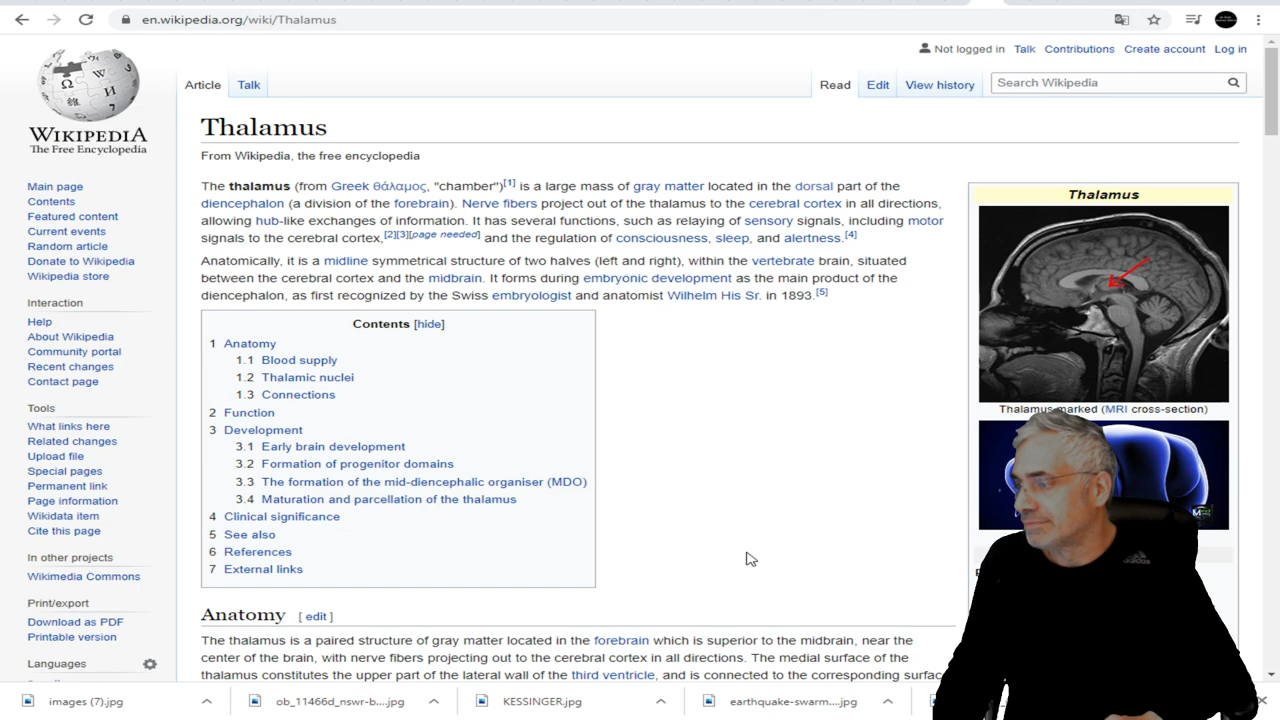 en.wikipedia.org/wiki/Thalamus
Not logged in Talk Contributions Create account Log in
Article Talk Read Edit View history Search Wikipedia
WIKIPEDIA
The Free Encyclopedia
Main page
Contents
Featured content
Current events
Random article
Donate to Wikipedia
Wikipedia store
Interaction
Help
About Wikipedia
Community portal
Recent changes
Contact page
Tools
What links here
Related changes
Upload file
Special pages
Permanent link
Page information
Wikidata item
Cite this page
In other projects
Wikimedia Commons
Print/export
Download as PDF
Printable version
Languages
Thalamus
From Wikipedia, the free encyclopedia
The thalamus (from Greek θάλαμος, "chamber")[1] is a large mass of gray matter located in the dorsal part of the
diencephalon (a division of the forebrain). Nerve fibers project out of the thalamus to the cerebral cortex in all directions,
allowing hub-like exchanges of information. It has several functions, such as relaying of sensory signals, including motor
signals to the cerebral cortex,[2][3][page needed] and the regulation of consciousness, sleep, and alertness.[4]
Anatomically, it is a midline symmetrical structure of two halves (left and right), within the vertebrate brain, situated
between the cerebral cortex and the midbrain. It forms during embryonic development as the main product of the
diencephalon, as first recognized by the Swiss embryologist and anatomist Wilhelm His Sr. in 1893.[5]
Contents [hide]
1 Anatomy
1.1 Blood supply
1.2 Thalamic nuclei
1.3 Connections
2 Function
3 Development
3.1 Early brain development
3.2 Formation of progenitor domains
3.3 The formation of the mid-diencephalic organiser (MDO)
3.4 Maturation and parcellation of the thalamus
4 Clinical significance
5 See also
6 References
7 External links
Anatomy [ edit ]
The thalamus is a paired structure of gray matter located in the forebrain which is superior to the midbrain, near the
center of the brain, with nerve fibers projecting out to the cerebral cortex in all directions. The medial surface of the
thalamus constitutes the upper part of the lateral wall of the third ventricle, and is connected to the corresponding surface
Thalamus
Thalamus marked (MRI cross-section)
adidas
images (7).jpg
ob_11466d_nswr-b....jpg
KESSINGER.jpg
earthquake-swarm....jpg